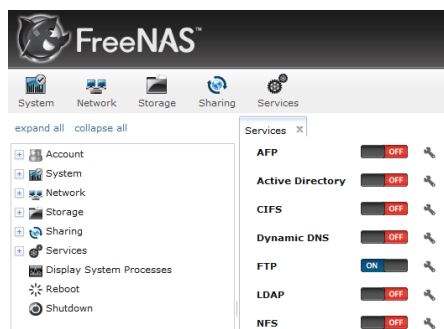 FreeNAS™
System Network Storage Sharing Services
expand all collapse all
Services X
Account
System
Network
Storage
Sharing
Services
Display System Processes
Reboot
Shutdown
AFP OFF
Active Directory OFF
CIFS OFF
Dynamic DNS OFF
FTP ON
LDAP OFF
NFS OFF